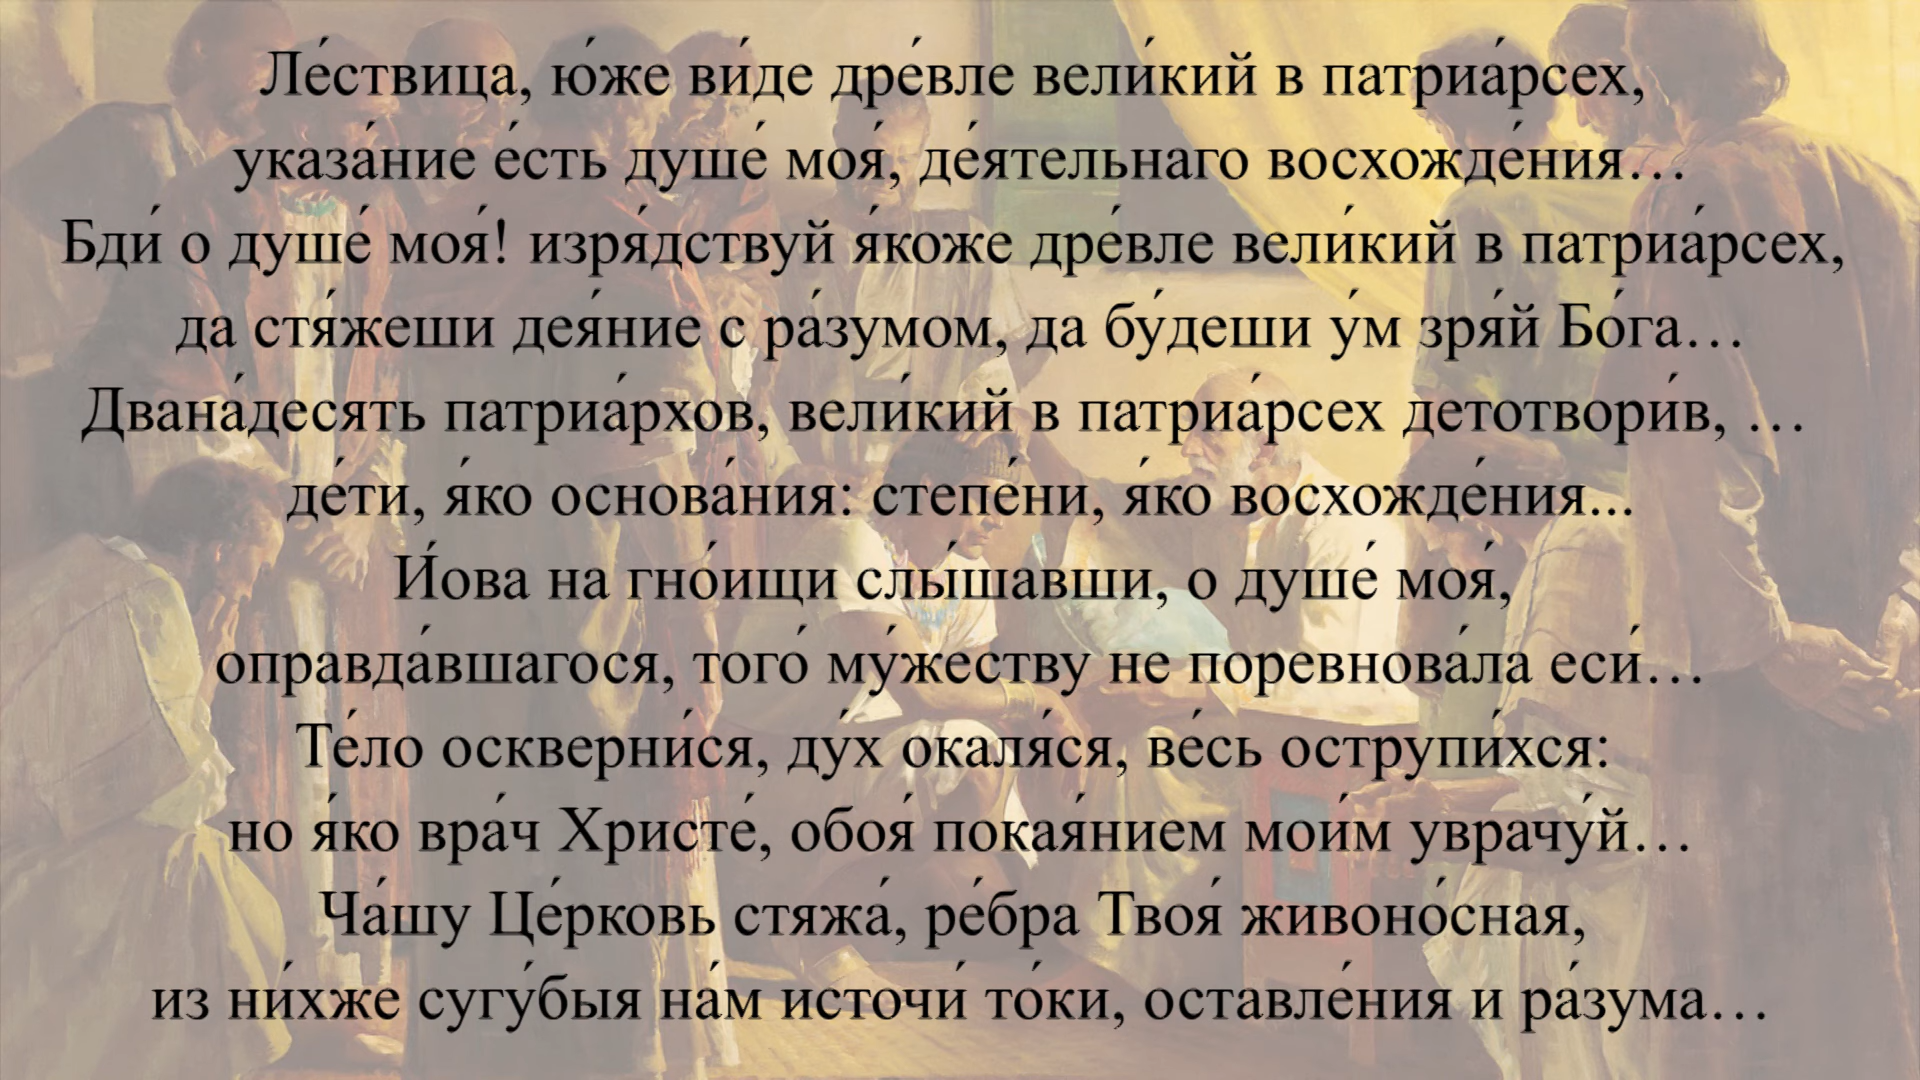 Ле́ствица, ю́же ви́де дре́вле вели́кий в патриа́рсех,
указа́ние е́сть душе́ моя́, де́ятельнаго восхожде́ния…
Бди́ о душе́ моя́! изря́дствуй я́коже дре́вле вели́кий в патриа́рсех,
да стя́жеши дея́ние с ра́зумом, да бу́деши у́м зря́й Бо́га…
Двана́десять патриа́рхов, вели́кий в патриа́рсех детотвори́в, …
де́ти, я́ко основа́ния: степе́ни, я́ко восхожде́ния...
И́ова на гно́ищи слы́шавши, о душе́ моя́,
оправда́вшагося, того́ му́жеству не поревнова́ла еси́…
Те́ло оскверни́ся, ду́х окаля́ся, ве́сь острупи́хся:
но я́ко вра́ч Христе́, обоя́ покая́нием мои́м уврачу́й…
Ча́шу Це́рковь стяжа́, ре́бра Твоя́ живоно́сная,
из ни́хже сугу́быя на́м источи́ то́ки, оставле́ния и ра́зума…